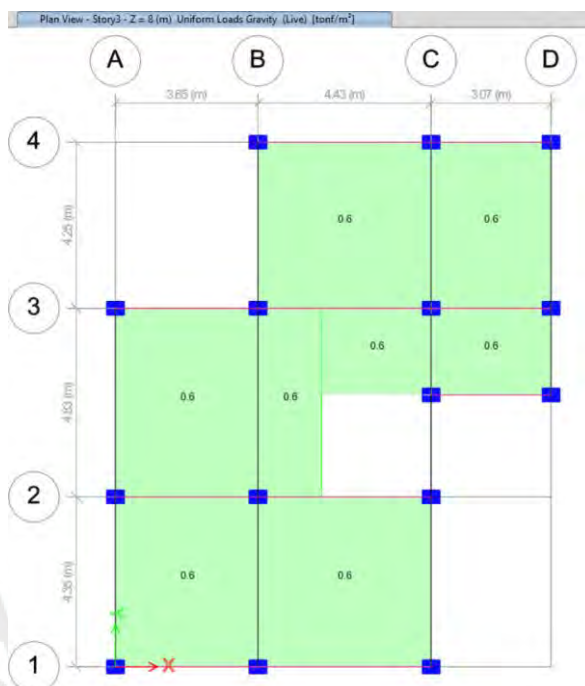 Plan View - Story3 - Z = 8 (m) Uniform Loads Gravity (Live) [tonf/m²]
A B C D
3.65 (m) 4.43 (m) 3.07 (m)
4
4.25 (m)
0.6 0.6
3
4.83 (m)
0.6 0.6
0.6 0.6
2
4.35 (m)
0.6 0.6
1
X